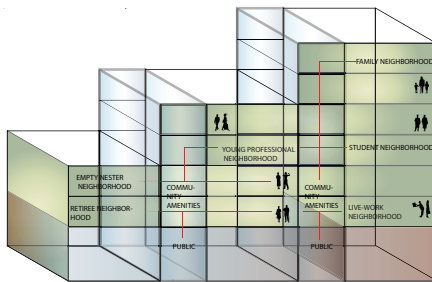 FAMILY NEIGHBORHOOD
YOUNG PROFESSIONAL
NEIGHBORHOOD
STUDENT NEIGHBORHOOD
EMPTY NESTER
NEIGHBORHOOD
COMMU-
NITY
AMENITIES
COMMU-
NITY
AMENITIES
RETIREE NEIGHBOR-
HOOD
LIVE-WORK
NEIGHBORHOOD
PUBLIC
PUBLIC